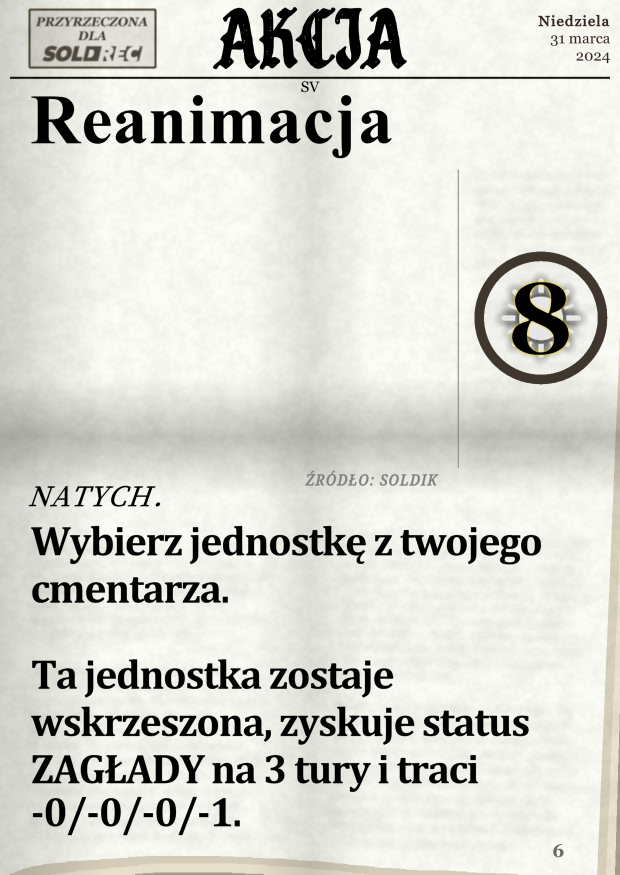 PRZYRZECZONA
DLA
SOLDREC
AKCJA
Niedziela
31 marca
2024
SV
Reanimacja
8
ŹRÓDŁO: SOLDIK
NATYCH.
Wybierz jednostkę z twojego
cmentarza.
Ta jednostka zostaje
wskrzeszona, zyskuje status
ZAGŁADY na 3 tury i traci
-0/-0/-0/-1.
6